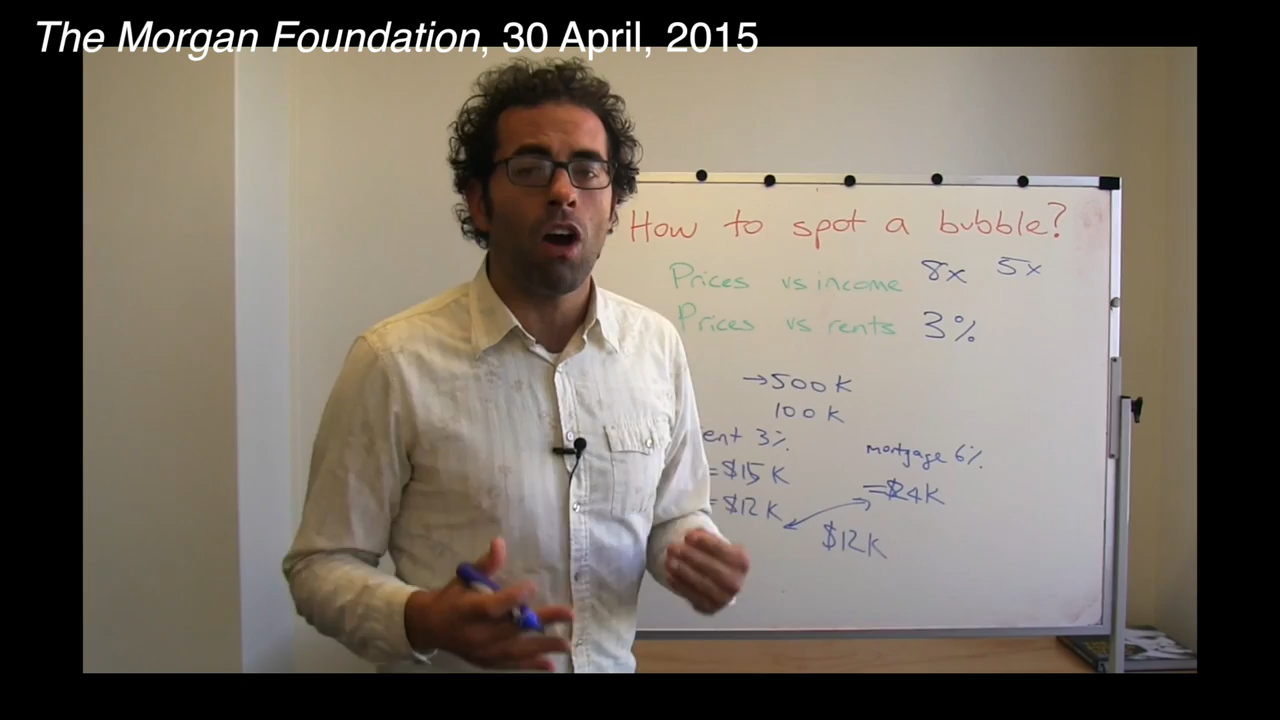 The Morgan Foundation, 30 April, 2015
How to spot a bubble?
Prices vs income 8x 5x
Prices vs rents 3%
→500K
100K
ent 3%
mortgage 6%
=$15K
=$24K
=$12K
$12K